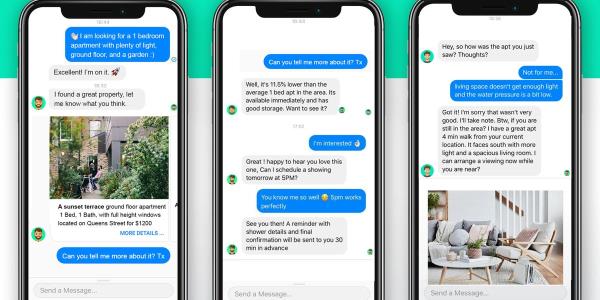 10:44
👋🏻 I am looking for a 1 bedroom
apartment with plenty of light,
ground floor, and a garden :)
Excellent! I'm on it. 🚀
I found a great property, let
me know what you think.
A sunset terrace ground floor apartment
1 Bed, 1 Bath, with full height windows
located on Queens Street for $1200
MORE DETAILS ...
A
Can you tell me more about it? Tx
Send a Message...
Can you tell me more about it? Tx
Well, it's 11.5% lower than the
average 1 bed apt in the area. Its
available immediately and has
good storage. Want to see it?
I'm interested 👌🏻
Great ! happy to hear you love this
one, Can I schedule a showing
tomorrow at 5PM?
You know me so well 😄 5pm works
perfectly
See you then! A reminder with
shower details and final
confirmation will be sent to you 30
min in advance
Send a Message...
Hey, so how was the apt you just
saw? Thoughts?
Not for me...
living space doesn't get enough light
and the water pressure is a bit low.
Got it! I'm sorry that wasn't very
good. I'll take note. Btw, if you are
still in the area? I have a great apt
4 min walk from your current
location. It faces south with more
light and a spacious living room. I
can arrange a viewing now while
you are near?
Send a Message...